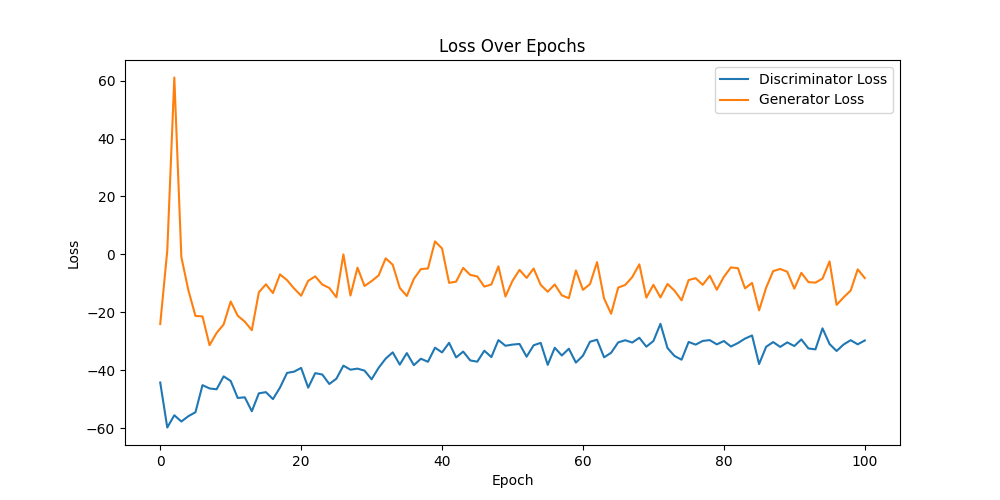 Loss Over Epochs
Discriminator Loss
Generator Loss
Loss
60
40
20
0
−20
−40
−60
0 20 40 60 80 100
Epoch